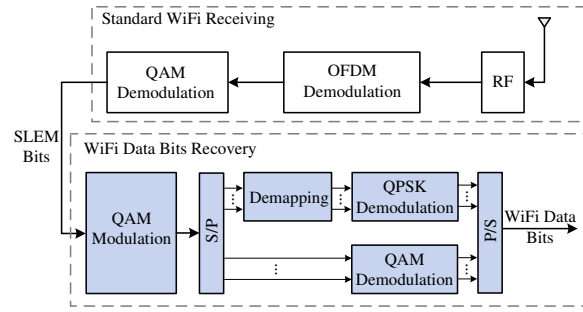 Standard WiFi Receiving
QAM
Demodulation
OFDM
Demodulation
RF
SLEM
Bits
WiFi Data Bits Recovery
QAM
Modulation
S/P
Demapping
QPSK
Demodulation
QAM
Demodulation
P/S
WiFi Data
Bits